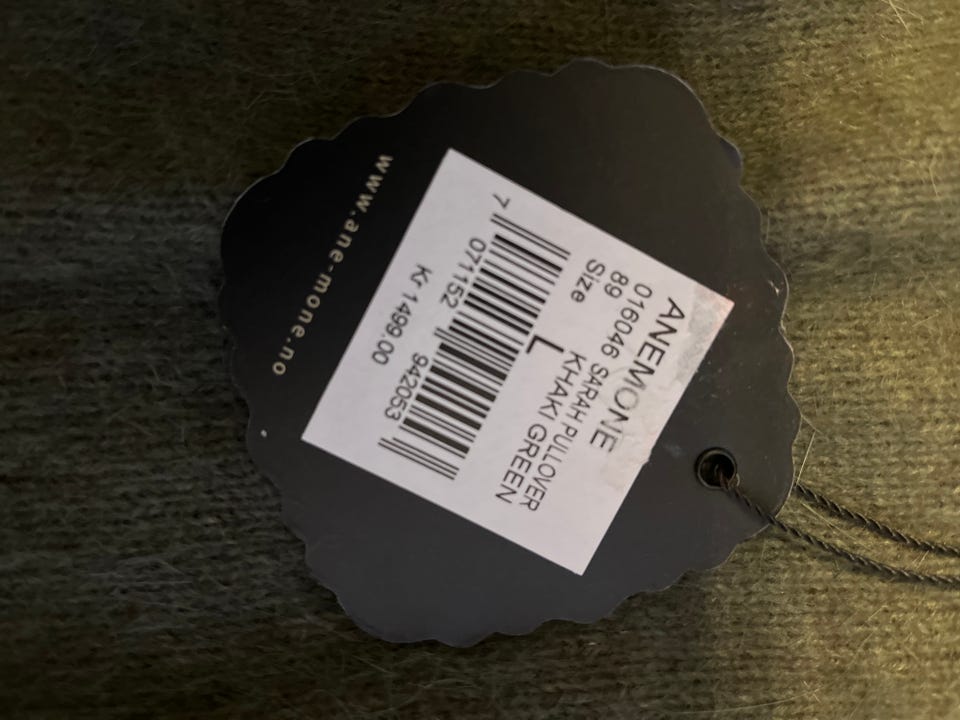 ANEMONE
016046 SARAH PULLOVER
89 KHAKI GREEN
Size L
7 071152 942053
Kr 1499.00
www.ane-mone.no